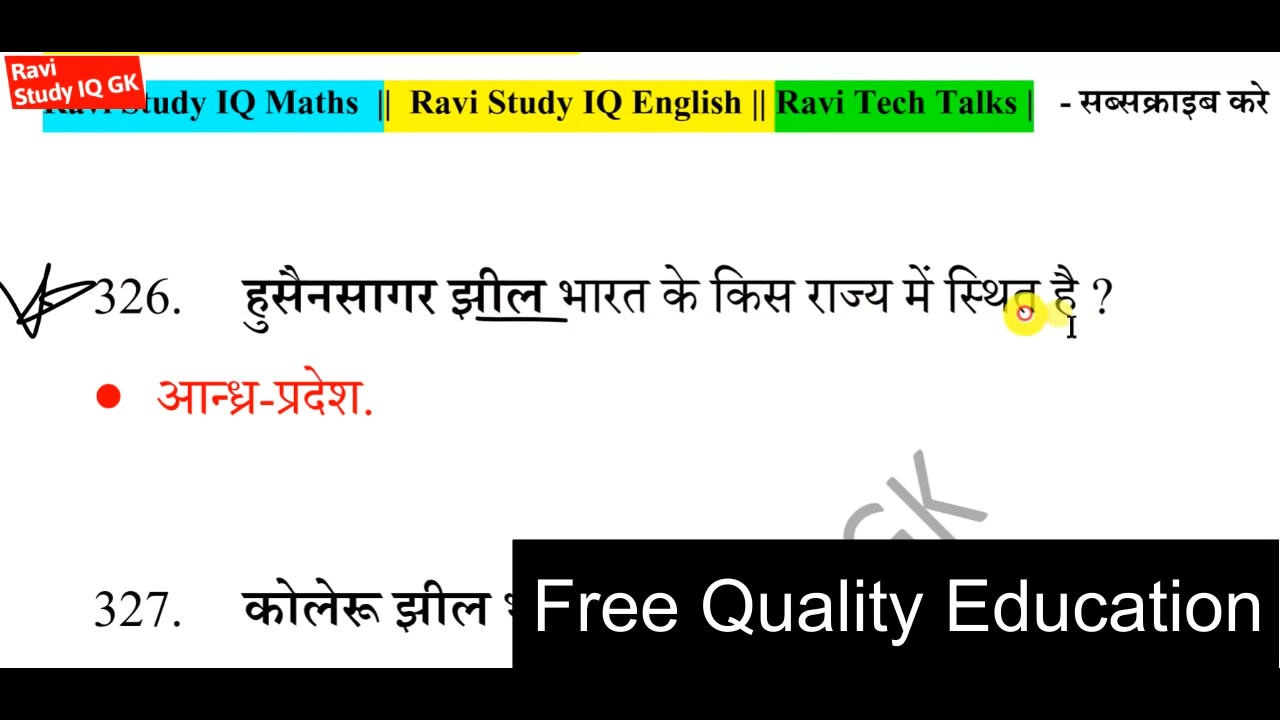 Ravi
Study IQ GK
Study IQ Maths || Ravi Study IQ English || Ravi Tech Talks | - सब्सक्राइब करे
326. हुसैनसागर झील भारत के किस राज्य में स्थित है ?
• आन्ध्र-प्रदेश.
GK
327. कोलेरू झील
Free Quality Education